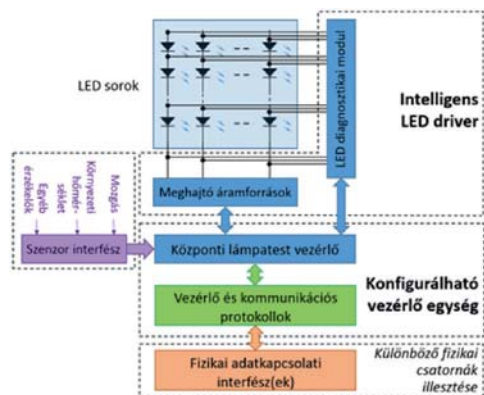 LED sorok
LED diagnosztikai modul
Intelligens
LED driver
Meghajtó áramforrások
Mozgás
Környezeti
hőmér-
séklet
Egyéb
érzékelők
Szenzor interfész
Központi lámpatest vezérlő
Vezérlő és kommunikációs
protokollok
Konfigurálható
vezérlő egység
Fizikai adatkapcsolati
interfész(ek)
Különböző fizikai
csatornák
illesztése